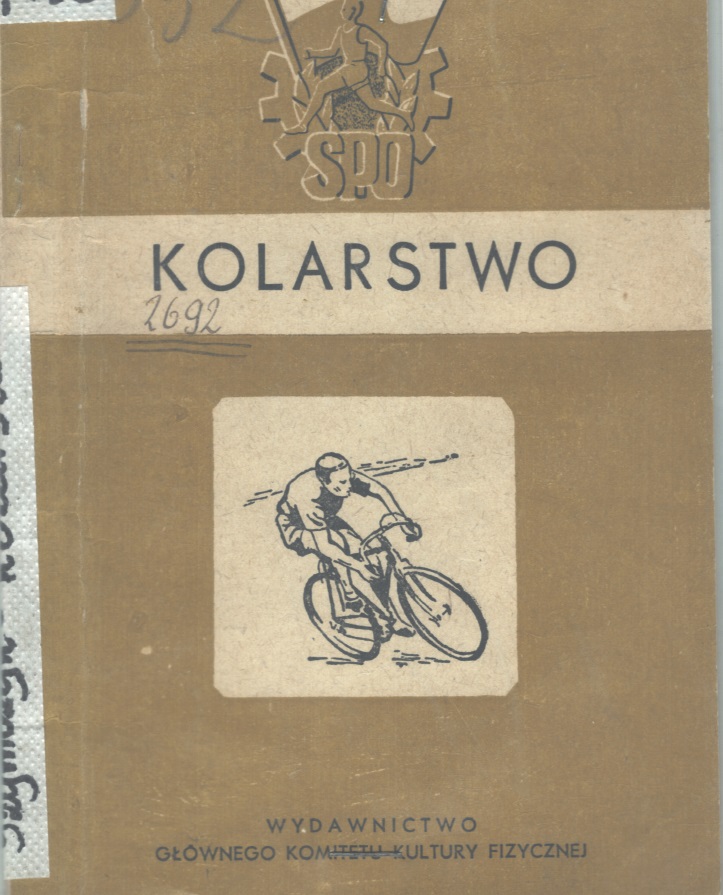 SPO
KOLARSTWO
2692
WYDAWNICTWO
GŁÓWNEGO KOMITETU KULTURY FIZYCZNEJ